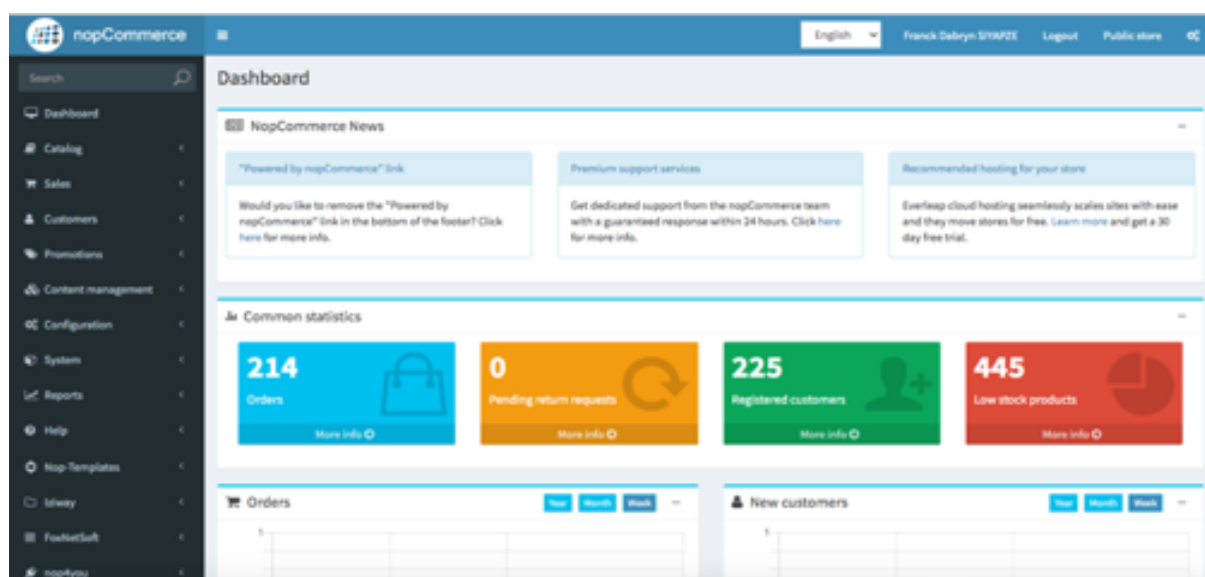 nopCommerce
English
Logout
Public store
Search
Dashboard
Dashboard
Catalog
Sales
Customers
Promotions
Content management
Configuration
System
Reports
Help
Nop-Templates
FoxNetSoft
nop4you
NopCommerce News
"Powered by nopCommerce" link
Would you like to remove the "Powered by
nopCommerce" link in the bottom of the footer? Click
here for more info.
Premium support services
Get dedicated support from the nopCommerce team
with a guaranteed response within 24 hours. Click here
for more info.
Recommended hosting for your store
Everleap cloud hosting seamlessly scales sites with ease
and they move stores for free. Learn more and get a 30
day free trial.
Common statistics
214
Orders
More info
0
Pending return requests
More info
225
Registered customers
More info
445
Low stock products
More info
Orders
Year Month Week
5
New customers
Year Month Week